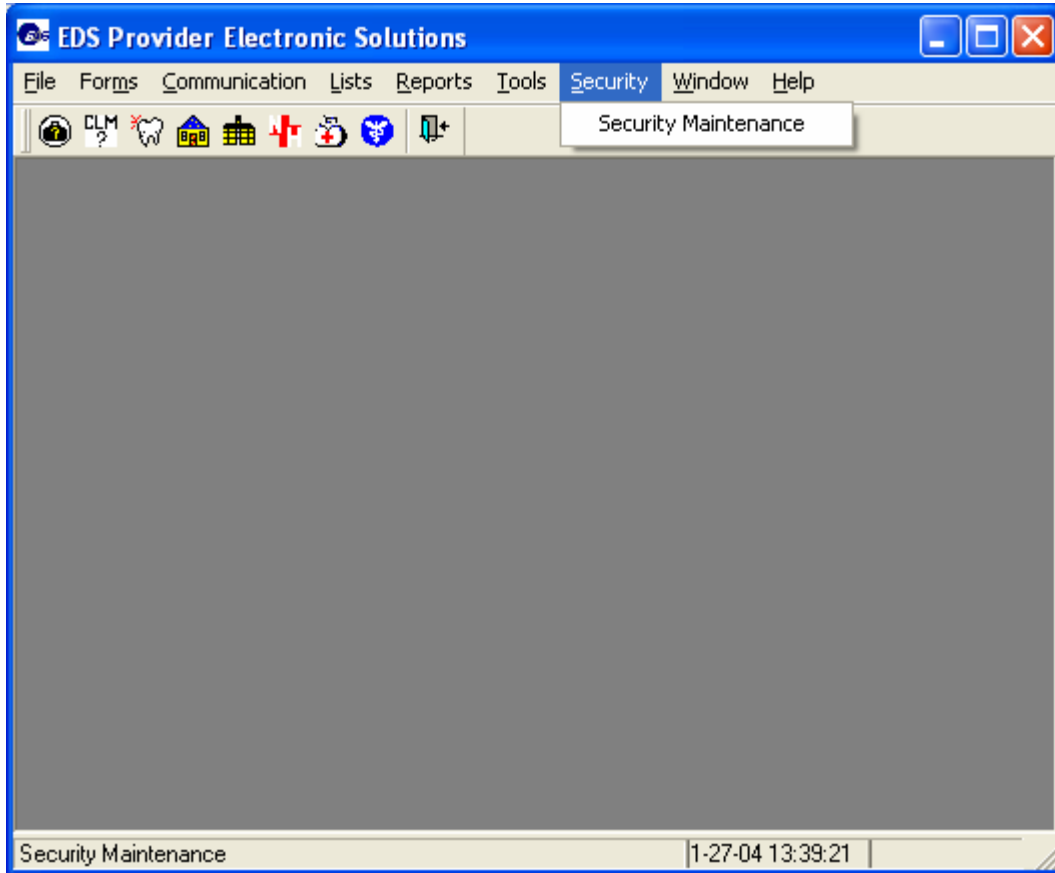 EDS Provider Electronic Solutions
File Forms Communication Lists Reports Tools Security Window Help
CLM
?
Security Maintenance
Security Maintenance 1-27-04 13:39:21